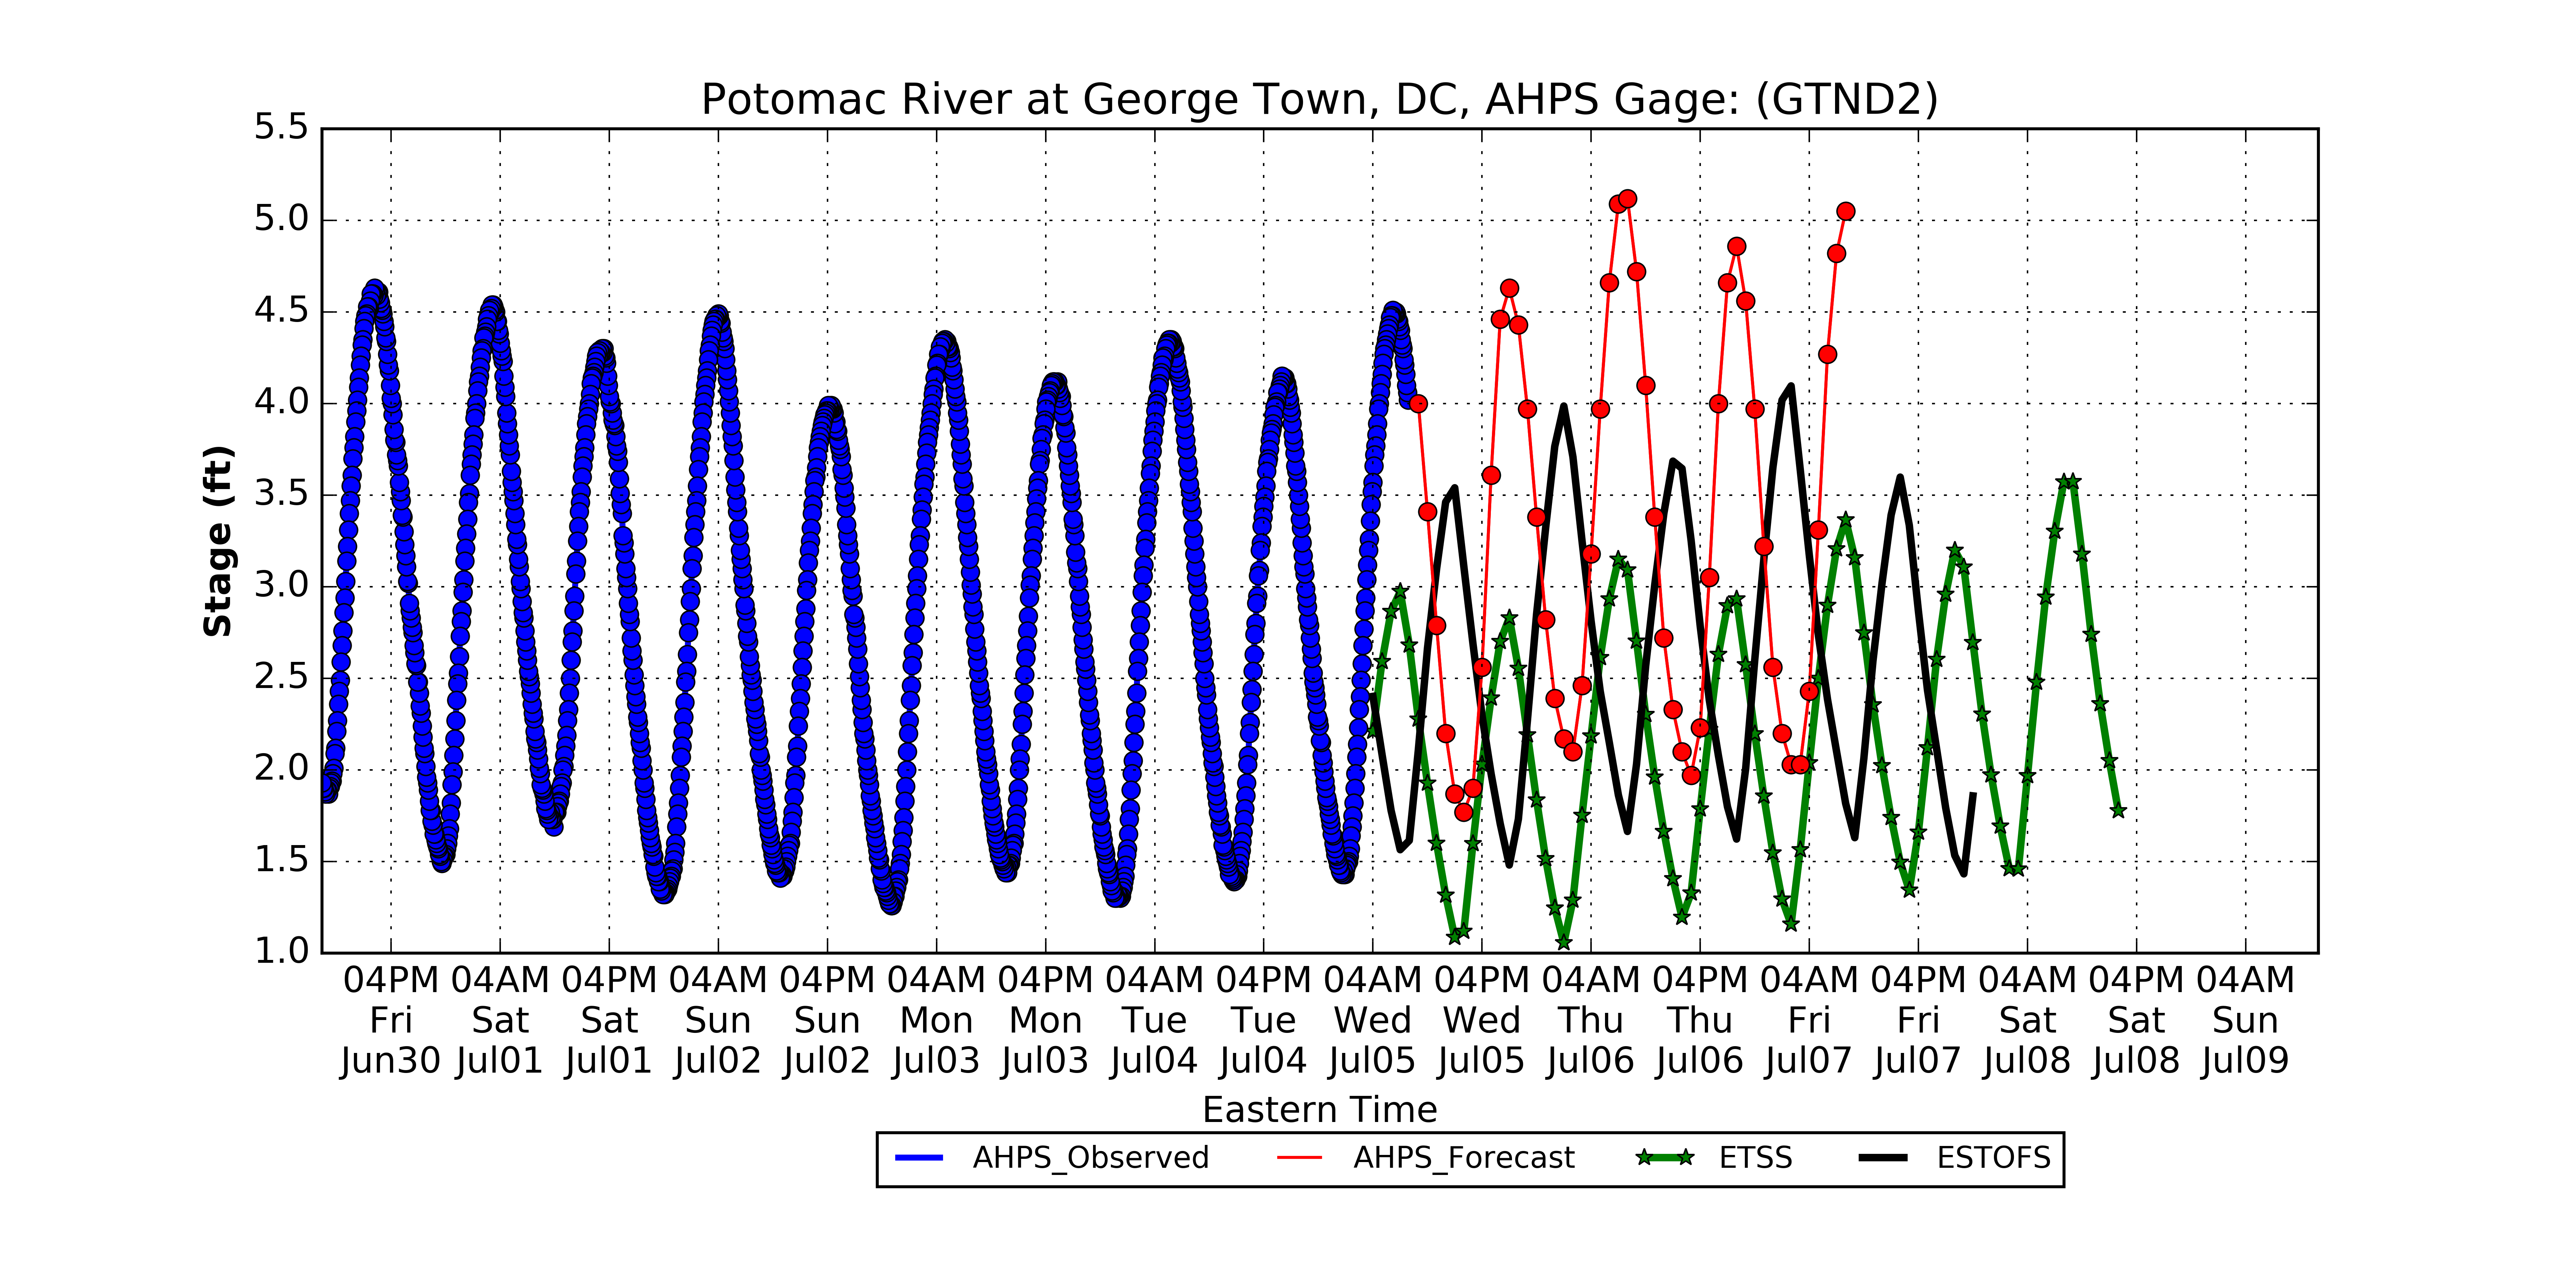 Potomac River at George Town, DC, AHPS Gage: (GTND2)
5.5
5.0
4.5
4.0
3.5
3.0
2.5
2.0
1.5
1.0
Stage (ft)
04PM 04AM 04PM 04AM 04PM 04AM 04PM 04AM 04PM 04AM 04PM 04AM 04PM 04AM 04PM 04AM 04PM 04AM
Fri Sat Sat Sun Sun Mon Mon Tue Tue Wed Wed Thu Thu Fri Fri Sat Sat Sun
Jun30 Jul01 Jul01 Jul02 Jul02 Jul03 Jul03 Jul04 Jul04 Jul05 Jul05 Jul06 Jul06 Jul07 Jul07 Jul08 Jul08 Jul09
Eastern Time
AHPS_Observed AHPS_Forecast ETSS ESTOFS